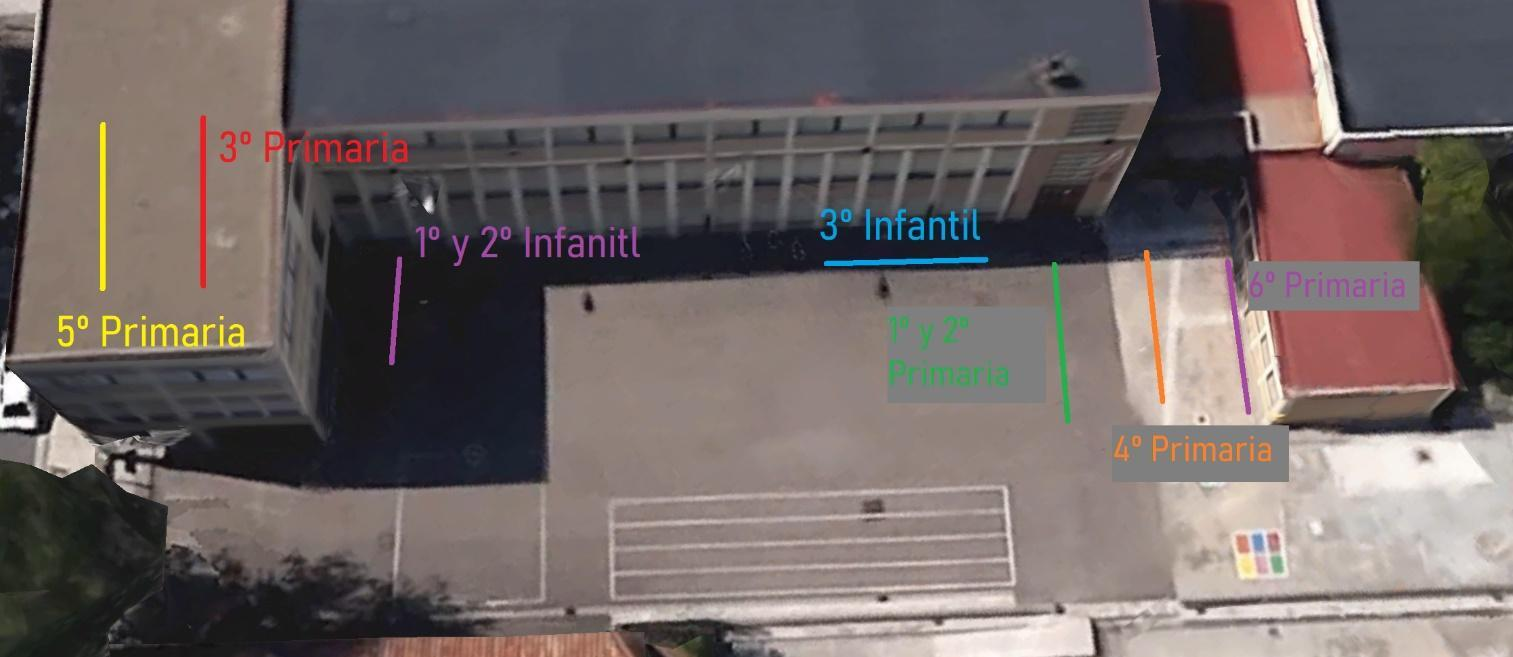 3º Primaria
1º y 2º Infanitl
3º Infantil
6º Primaria
1º y 2º
Primaria
5º Primaria
4º Primaria